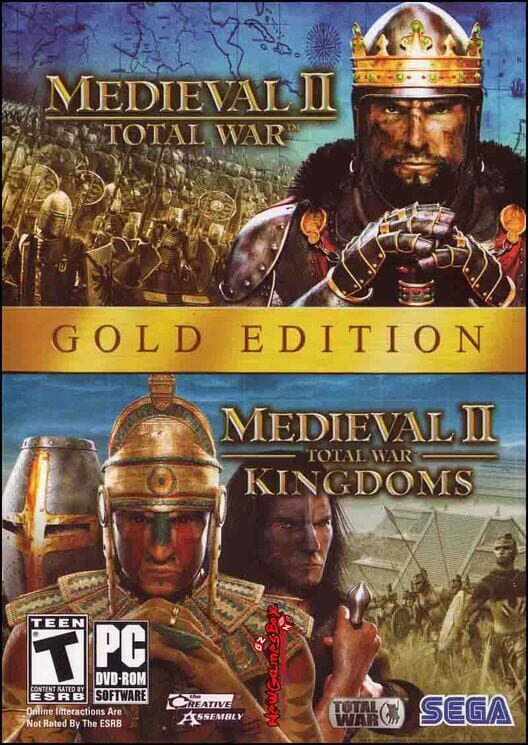 MEDIEVAL II
TOTAL WAR™
GOLD EDITION
MEDIEVAL II
TOTAL WAR
KINGDOMS
TEEN
T
CONTENT RATED BY
ESRB
PC
DVD-ROM
SOFTWARE
Online Interactions Are
Not Rated By The ESRB
the
CREATIVE
ASSEMBLY
NewGamesBox
TOTAL
WAR
SEGA